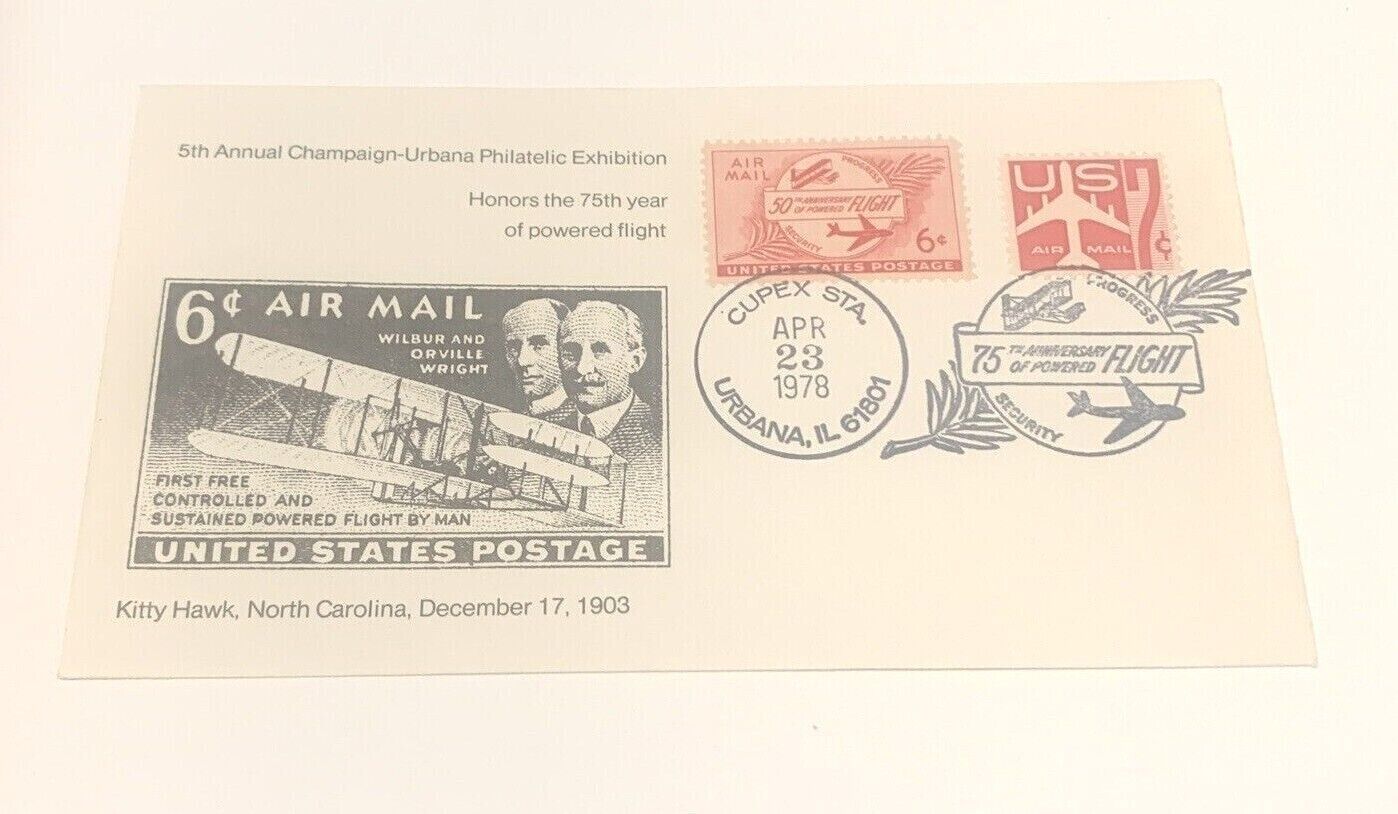 5th Annual Champaign-Urbana Philatelic Exhibition
Honors the 75th year
of powered flight
6¢ AIR MAIL
WILBUR AND
ORVILLE
WRIGHT
FIRST FREE
CONTROLLED AND
SUSTAINED POWERED FLIGHT BY MAN
UNITED STATES POSTAGE
Kitty Hawk, North Carolina, December 17, 1903
AIR
MAIL
PROGRESS
50TH ANNIVERSARY
OF POWERED FLIGHT
SECURITY
6¢
UNITED STATES POSTAGE
US
7¢
AIR MAIL
CUPEX STA.
APR
23
1978
URBANA, IL 61801
PROGRESS
75TH ANNIVERSARY
OF POWERED FLIGHT
SECURITY